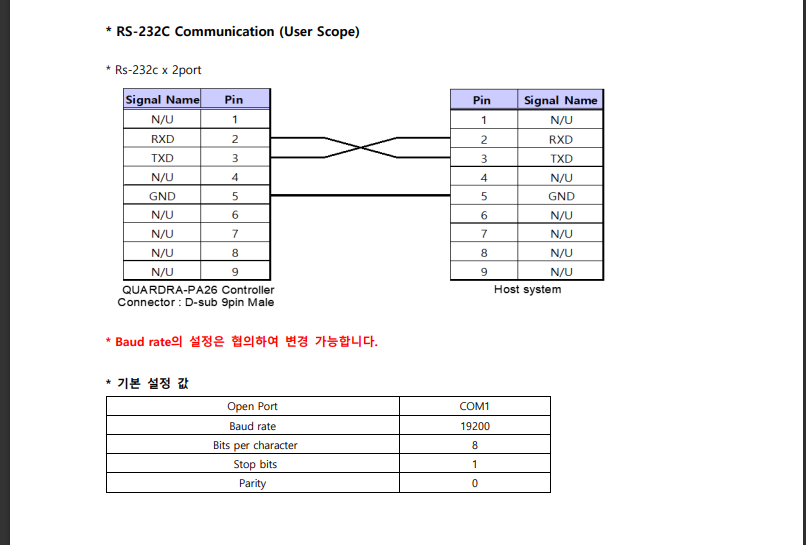 * RS-232C Communication (User Scope)
* Rs-232c x 2port
Signal Name Pin Pin Signal Name
N/U 1 1 N/U
RXD 2 2 RXD
TXD 3 3 TXD
N/U 4 4 N/U
GND 5 5 GND
N/U 6 6 N/U
N/U 7 7 N/U
N/U 8 8 N/U
N/U 9 9 N/U
QUARDRA-PA26 Controller Host system
Connector : D-sub 9pin Male
* Baud rate의 설정은 협의하여 변경 가능합니다.
* 기본 설정 값
Open Port COM1
Baud rate 19200
Bits per character 8
Stop bits 1
Parity 0